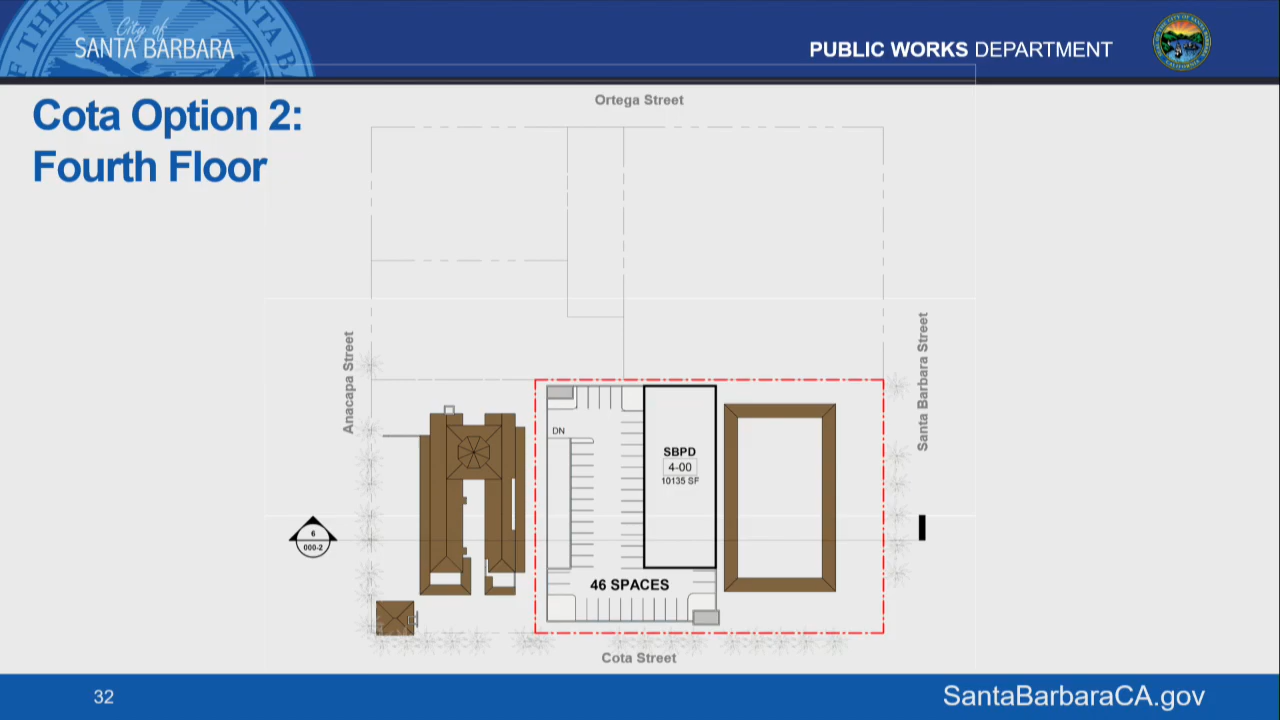 City of
SANTA BARBARA
PUBLIC WORKS DEPARTMENT
Cota Option 2:
Fourth Floor
Ortega Street
Anacapa Street
Santa Barbara Street
DN
SBPD
4-00
10135 SF
6
000-2
46 SPACES
Cota Street
32
SantaBarbaraCA.gov